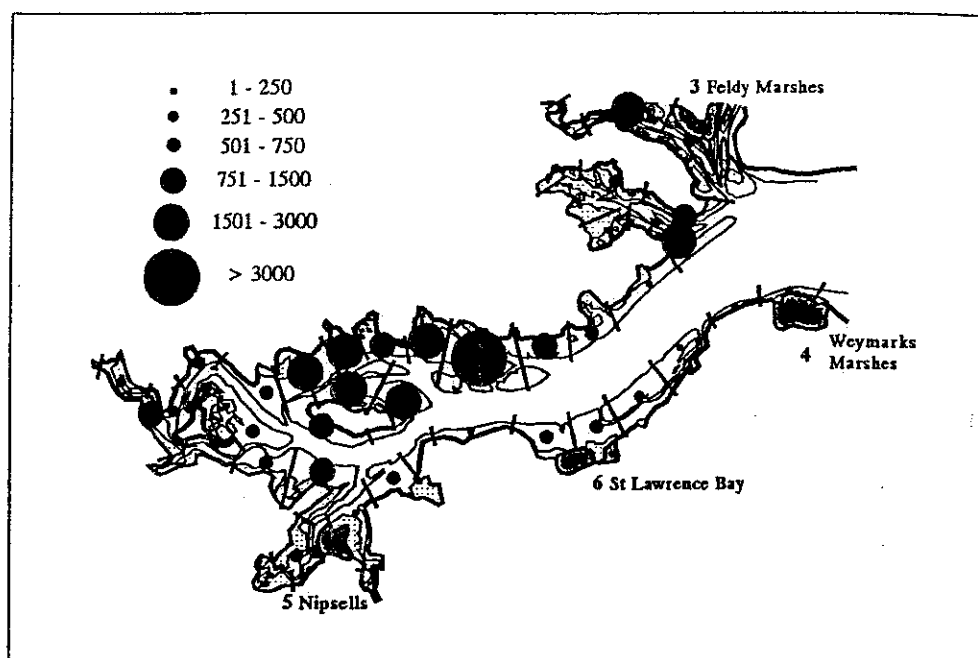 1 - 250
251 - 500
501 - 750
751 - 1500
1501 - 3000
> 3000
3 Feldy Marshes
4 Weymarks
Marshes
6 St Lawrence Bay
5 Nipsells